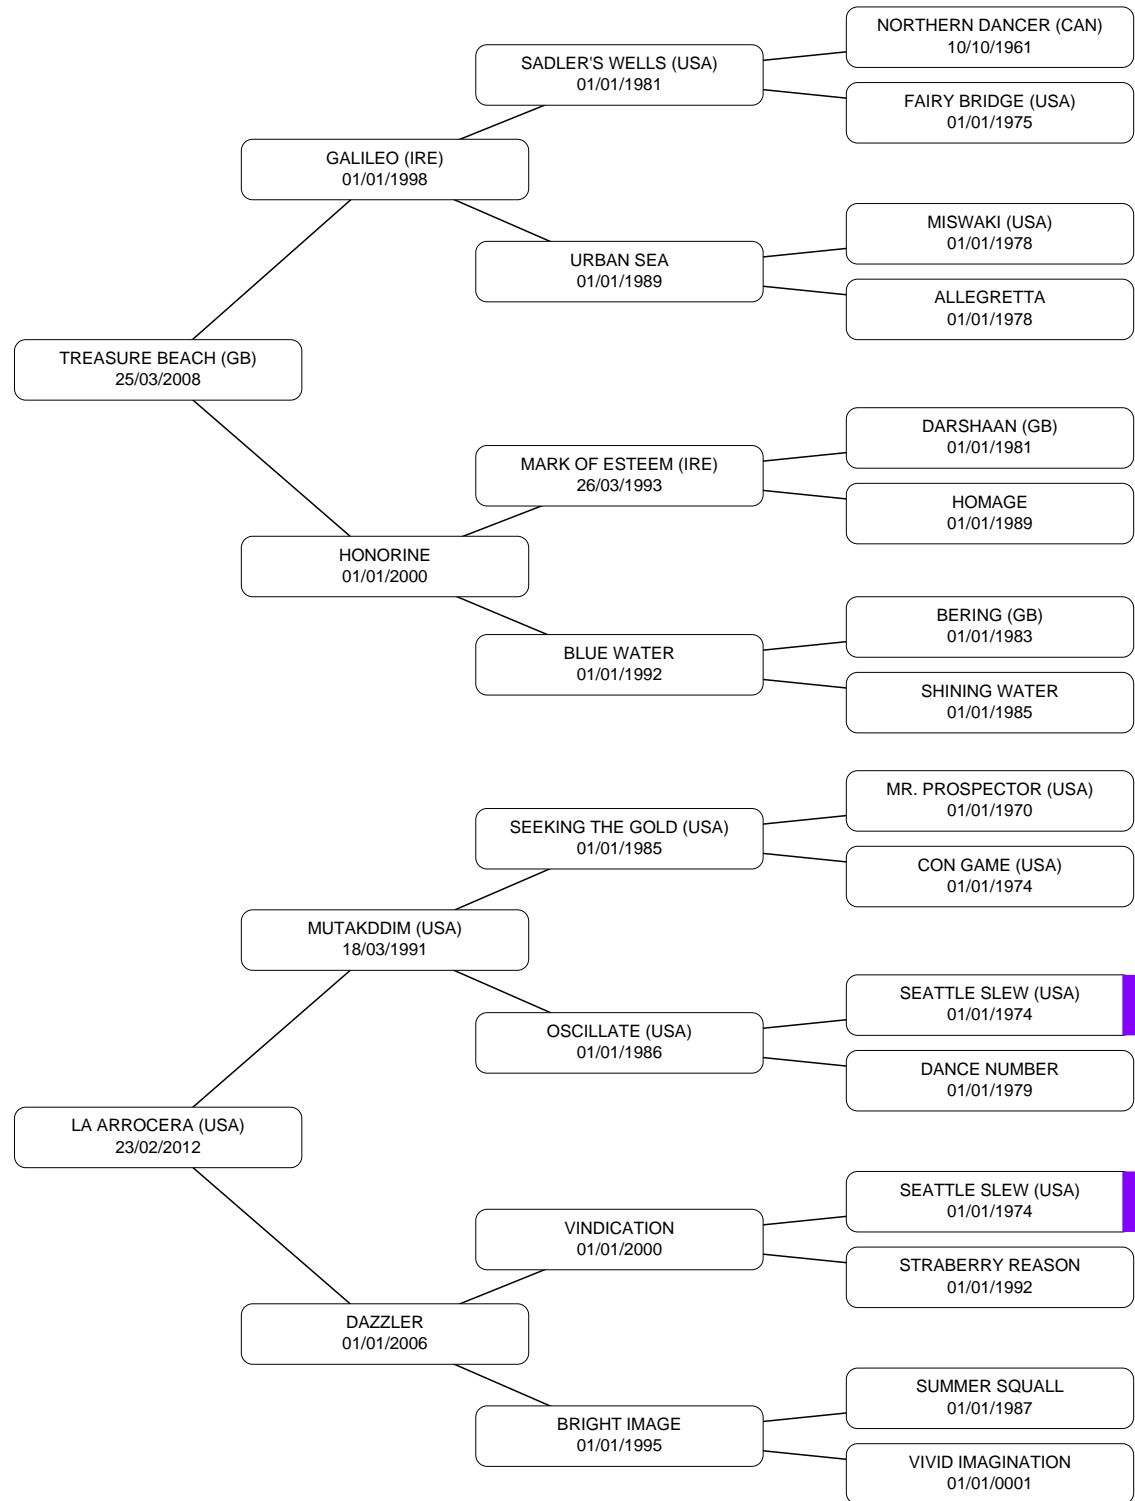 NORTHERN DANCER (CAN)
10/10/1961
SADLER'S WELLS (USA)
01/01/1981
FAIRY BRIDGE (USA)
01/01/1975
GALILEO (IRE)
01/01/1998
MISWAKI (USA)
01/01/1978
URBAN SEA
01/01/1989
ALLEGRETTA
01/01/1978
TREASURE BEACH (GB)
25/03/2008
DARSHAAN (GB)
01/01/1981
MARK OF ESTEEM (IRE)
26/03/1993
HOMAGE
01/01/1989
HONORINE
01/01/2000
BERING (GB)
01/01/1983
BLUE WATER
01/01/1992
SHINING WATER
01/01/1985
MR. PROSPECTOR (USA)
01/01/1970
SEEKING THE GOLD (USA)
01/01/1985
CON GAME (USA)
01/01/1974
MUTAKDDIM (USA)
18/03/1991
SEATTLE SLEW (USA)
01/01/1974
OSCILLATE (USA)
01/01/1986
DANCE NUMBER
01/01/1979
LA ARROCERA (USA)
23/02/2012
SEATTLE SLEW (USA)
01/01/1974
VINDICATION
01/01/2000
STRABERRY REASON
01/01/1992
DAZZLER
01/01/2006
SUMMER SQUALL
01/01/1987
BRIGHT IMAGE
01/01/1995
VIVID IMAGINATION
01/01/0001